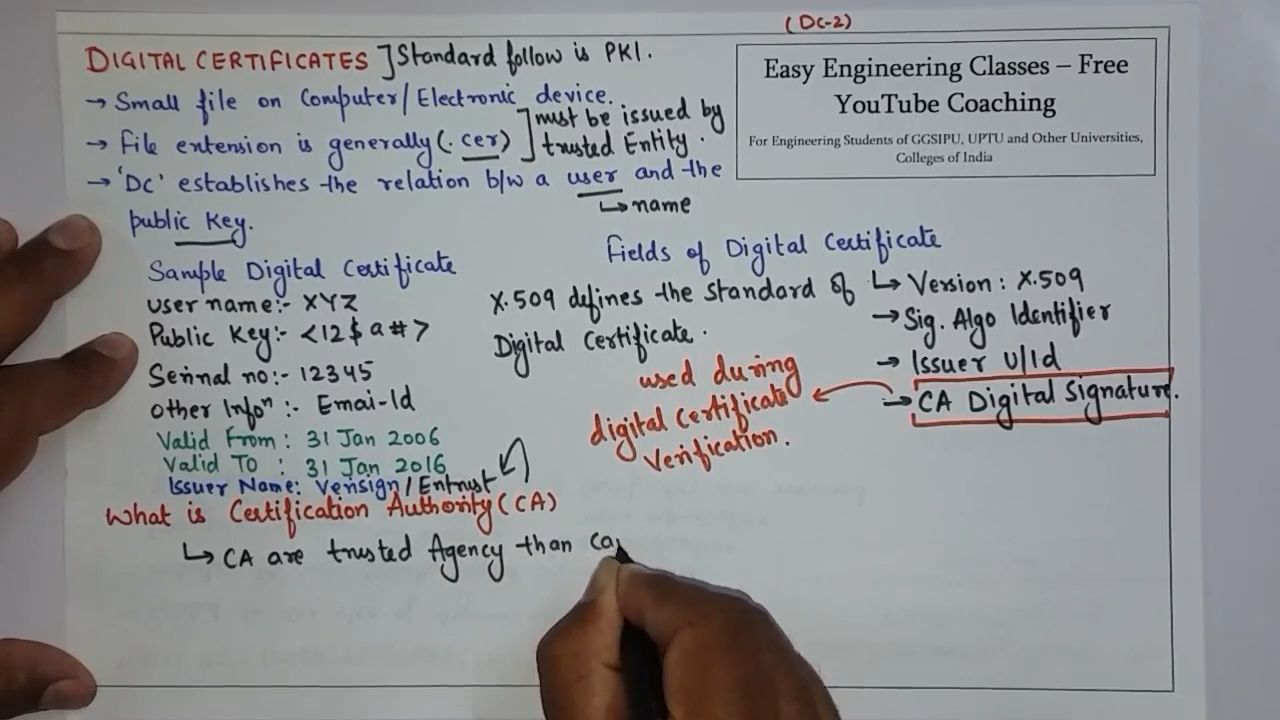 (DC-2)
DIGITAL CERTIFICATES ] Standard follow is PKI.
→ Small file on Computer/Electronic device.
→ File extension is generally (.cer) ] must be issued by
trusted Entity.
→ 'DC' establishes the relation b/w a user and the
↳ name
public Key.
Easy Engineering Classes – Free
YouTube Coaching
For Engineering Students of GGSIPU, UPTU and Other Universities,
Colleges of India
Sample Digital Certificate
user name:- XYZ
Public Key:- <12$a#>
Serinal no:- 12345
Other Infoⁿ :- Emai-Id
Valid From : 31 Jan 2006
Valid To : 31 Jan 2016
Issuer Name: Verisign/Entrust
Fields of Digital Certificate
X.509 defines the standard of
Digital Certificate.
↳ Version : X.509
→ Sig. Algo Identifier
→ Issuer U/Id
→ CA Digital Signature.
used during
digital certificate
verification.
What is Certification Authority (CA)
↳ CA are trusted Agency than ca